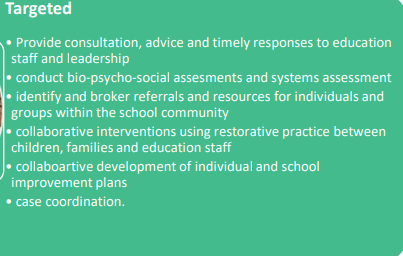 Targeted
• Provide consultation, advice and timely responses to education
staff and leadership
• conduct bio-psycho-social assesments and systems assessment
• identify and broker referrals and resources for individuals and
groups within the school community
• collaborative interventions using restorative practice between
children, families and education staff
• collaboartive development of individual and school
improvement plans
• case coordination.